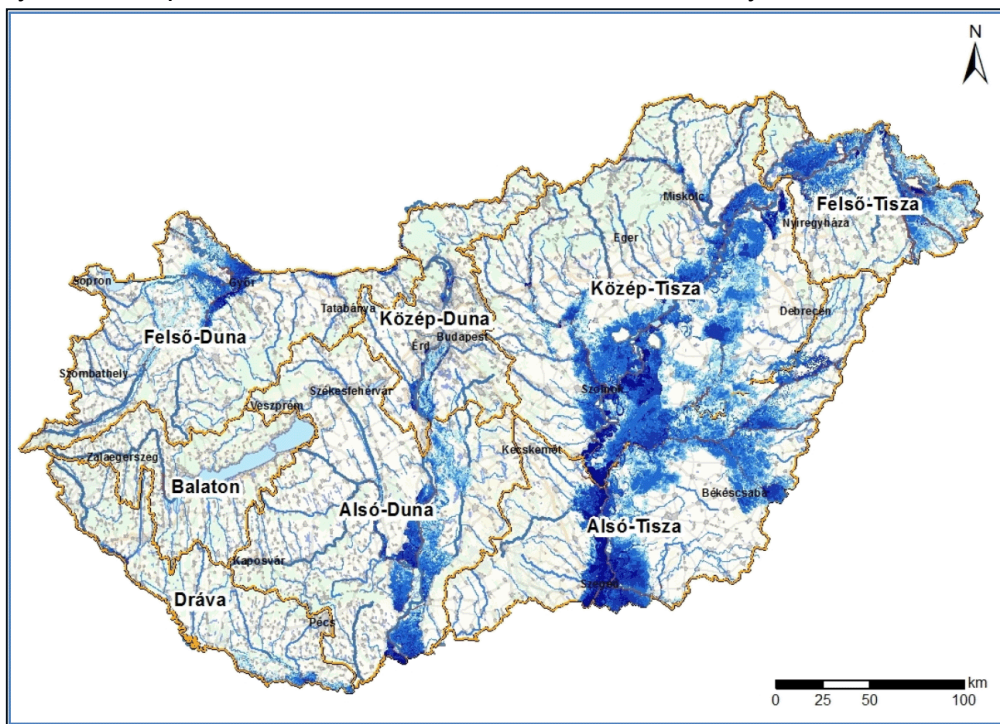 N
Miskolc
Felső-Tisza
Nyíregyháza
Eger
Sopron
Győr
Közép-Tisza
Tatabánya
Közép-Duna
Debrecen
Felső-Duna
Budapest
Érd
Szombathely
Székesfehérvár
Szolnok
Veszprém
Kecskemét
Zalaegerszeg
Balaton
Békéscsaba
Alsó-Duna
Alsó-Tisza
Kaposvár
Szeged
Dráva
Pécs
km
0 25 50 100